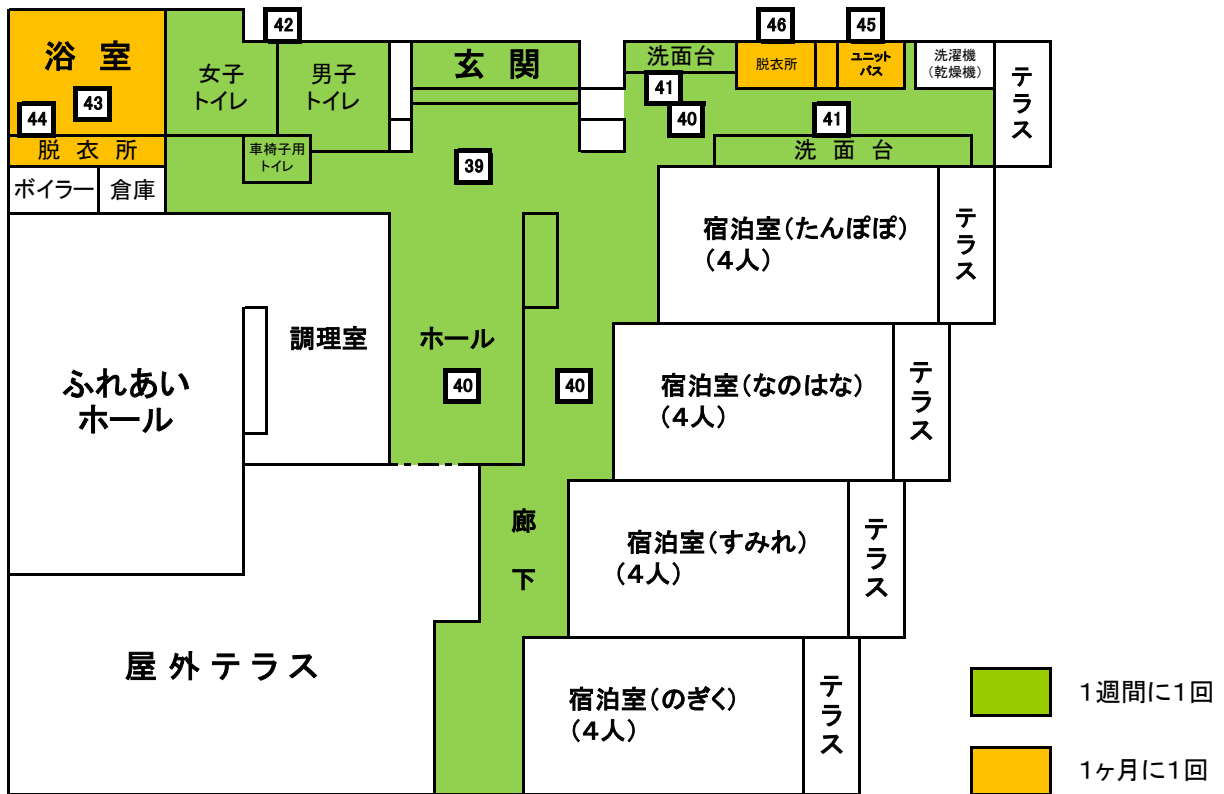 42
46
45
浴室
女子
トイレ
男子
トイレ
玄関
洗面台
脱衣所
ユニット
バス
洗濯機
(乾燥機)
テラス
43
44
41
40
41
脱衣所
車椅子用
トイレ
39
洗面台
ボイラー
倉庫
宿泊室(たんぽぽ)
(4人)
テラス
調理室
ホール
ふれあい
ホール
40
40
宿泊室(なのはな)
(4人)
テラス
廊下
宿泊室(すみれ)
(4人)
テラス
屋外テラス
宿泊室(のぎく)
(4人)
テラス
1週間に1回
1ヶ月に1回